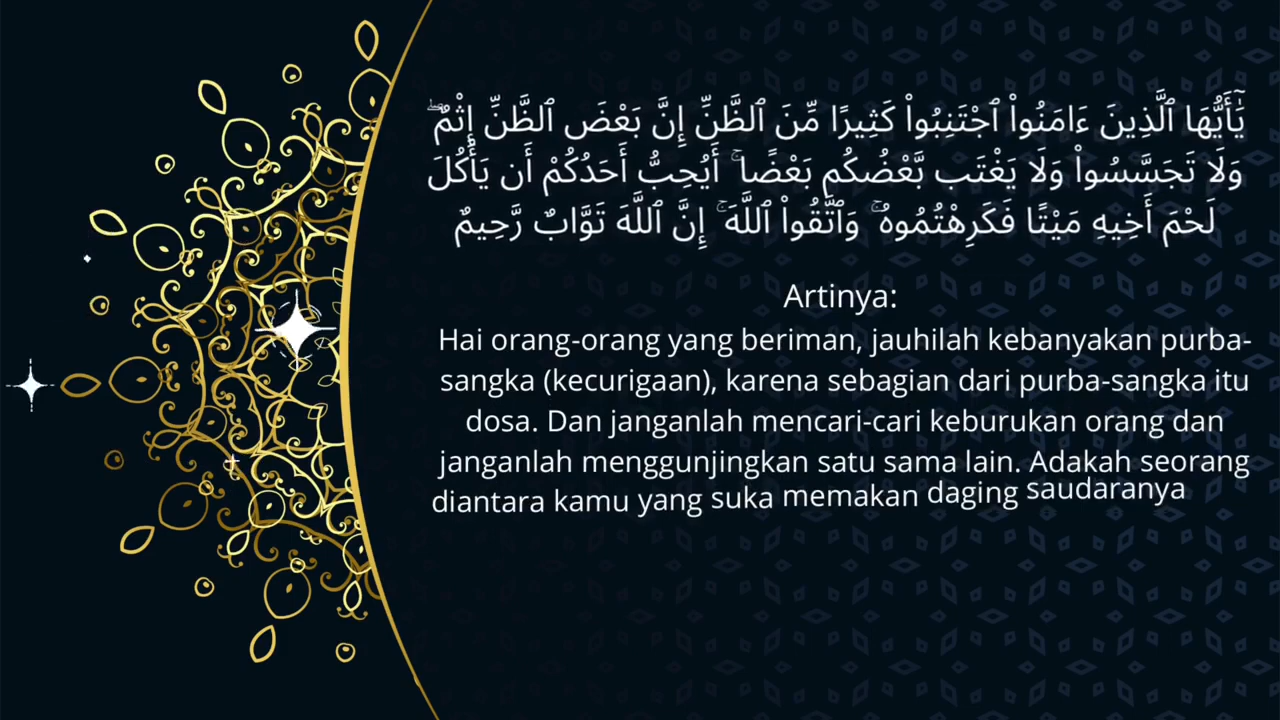 يَٰٓأَيُّهَا ٱلَّذِينَ ءَامَنُوا۟ ٱجْتَنِبُوا۟ كَثِيرًا مِّنَ ٱلظَّنِّ إِنَّ بَعْضَ ٱلظَّنِّ إِثْمٌ ۖ
وَلَا تَجَسَّسُوا۟ وَلَا يَغْتَب بَّعْضُكُم بَعْضًا ۚ أَيُحِبُّ أَحَدُكُمْ أَن يَأْكُلَ
لَحْمَ أَخِيهِ مَيْتًا فَكَرِهْتُمُوهُ ۚ وَٱتَّقُوا۟ ٱللَّهَ ۚ إِنَّ ٱللَّهَ تَوَّابٌ رَّحِيمٌ
Artinya:
Hai orang-orang yang beriman, jauhilah kebanyakan purba-
sangka (kecurigaan), karena sebagian dari purba-sangka itu
dosa. Dan janganlah mencari-cari keburukan orang dan
janganlah menggunjingkan satu sama lain. Adakah seorang
diantara kamu yang suka memakan daging saudaranya